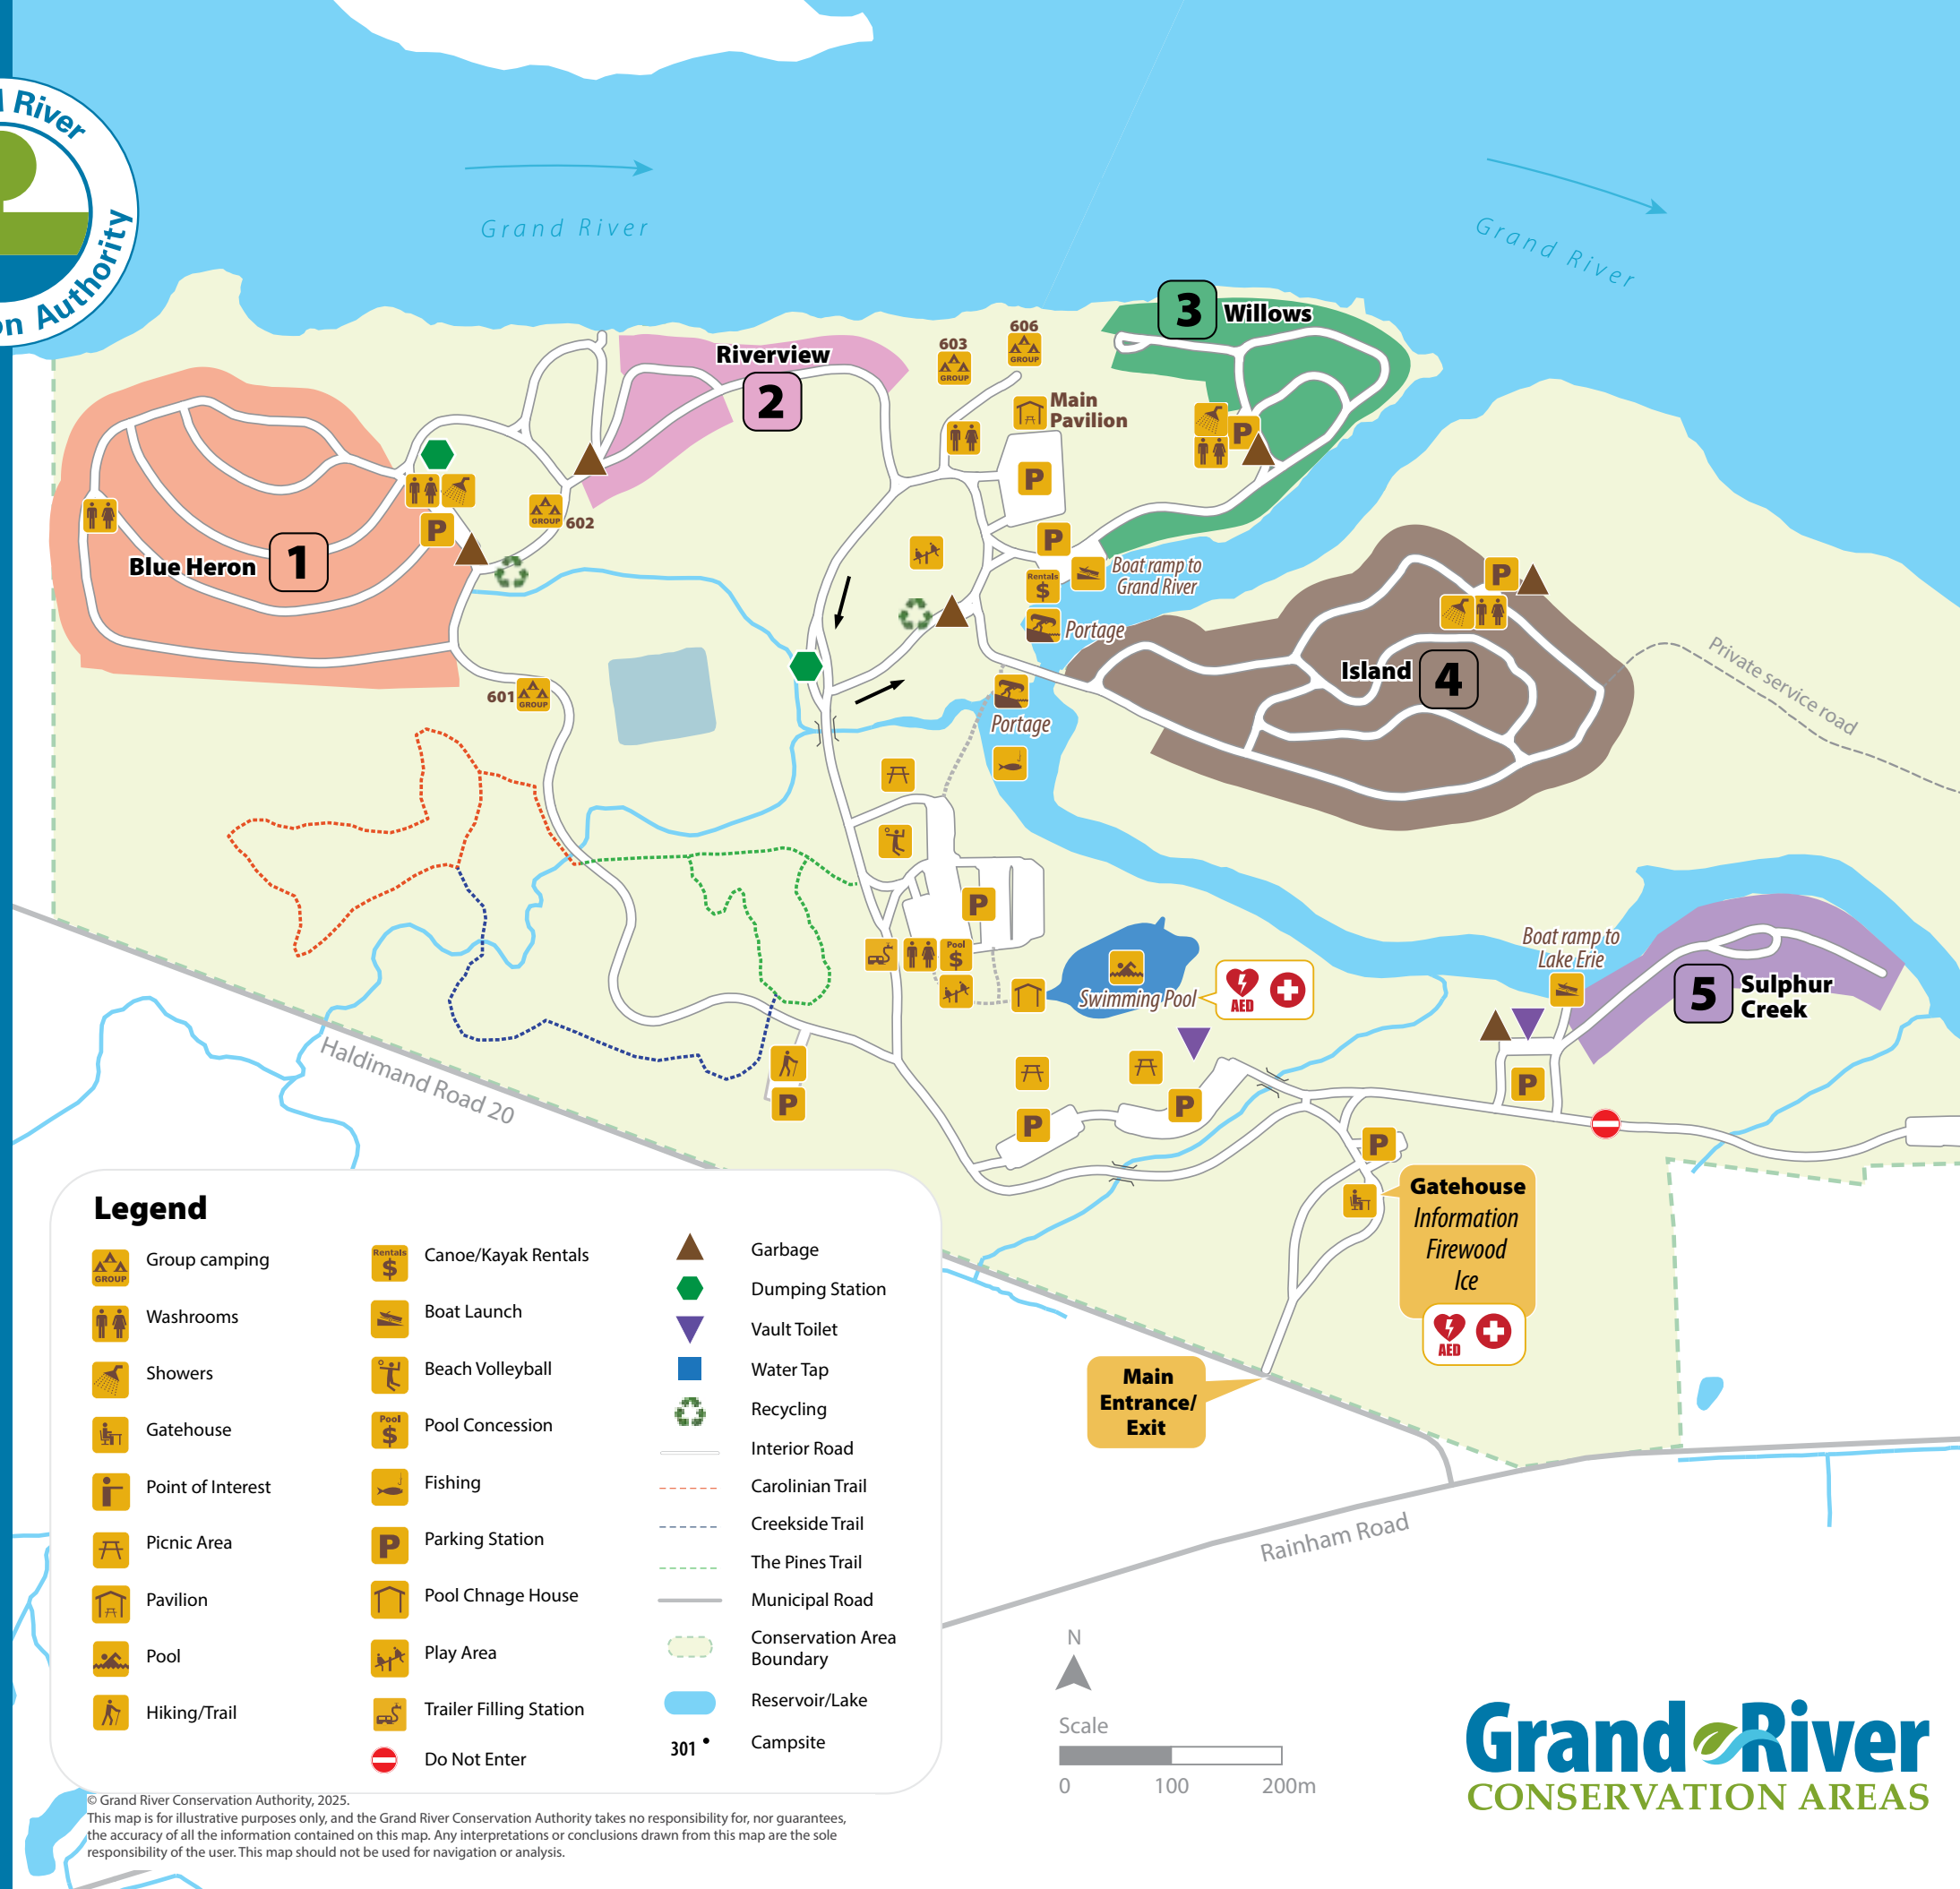 River
Authority
Grand River
Grand River
3
Willows
Riverview
2
603
GROUP
606
GROUP
Main
Pavilion
P
P
P
GROUP
602
P
Blue Heron
1
Rentals
$
Boat ramp to
Grand River
Portage
Portage
P
Island
4
Private service road
601
GROUP
P
Pool
$
Swimming Pool
AED
Boat ramp to
Lake Erie
5
Sulphur
Creek
P
P
P
P
P
Haldimand Road 20
Gatehouse
Information
Firewood
Ice
AED
Main
Entrance/
Exit
Rainham Road
Legend
GROUP
Group camping
Washrooms
Showers
Gatehouse
Point of Interest
Picnic Area
Pavilion
Pool
Hiking/Trail
Rentals
$
Canoe/Kayak Rentals
Boat Launch
Beach Volleyball
Pool
$
Pool Concession
Fishing
P
Parking Station
Pool Chnage House
Play Area
Trailer Filling Station
Do Not Enter
Garbage
Dumping Station
Vault Toilet
Water Tap
Recycling
Interior Road
Carolinian Trail
Creekside Trail
The Pines Trail
Municipal Road
Conservation Area
Boundary
Reservoir/Lake
301
Campsite
N
Scale
0 100 200m
Grand River
CONSERVATION AREAS
© Grand River Conservation Authority, 2025.
This map is for illustrative purposes only, and the Grand River Conservation Authority takes no responsibility for, nor guarantees,
the accuracy of all the information contained on this map. Any interpretations or conclusions drawn from this map are the sole
responsibility of the user. This map should not be used for navigation or analysis.